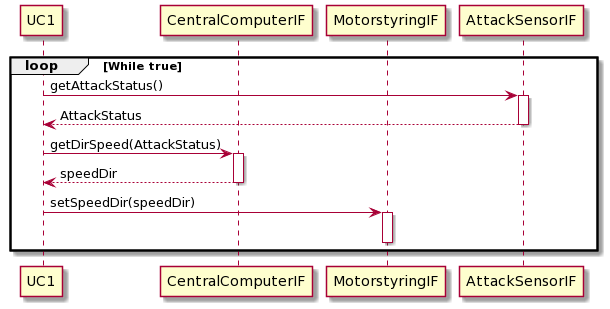 UC1 CentralComputerIF MotorstyringIF AttackSensorIF
loop [While true]
getAttackStatus()
AttackStatus
getDirSpeed(AttackStatus)
speedDir
setSpeedDir(speedDir)
UC1 CentralComputerIF MotorstyringIF AttackSensorIF